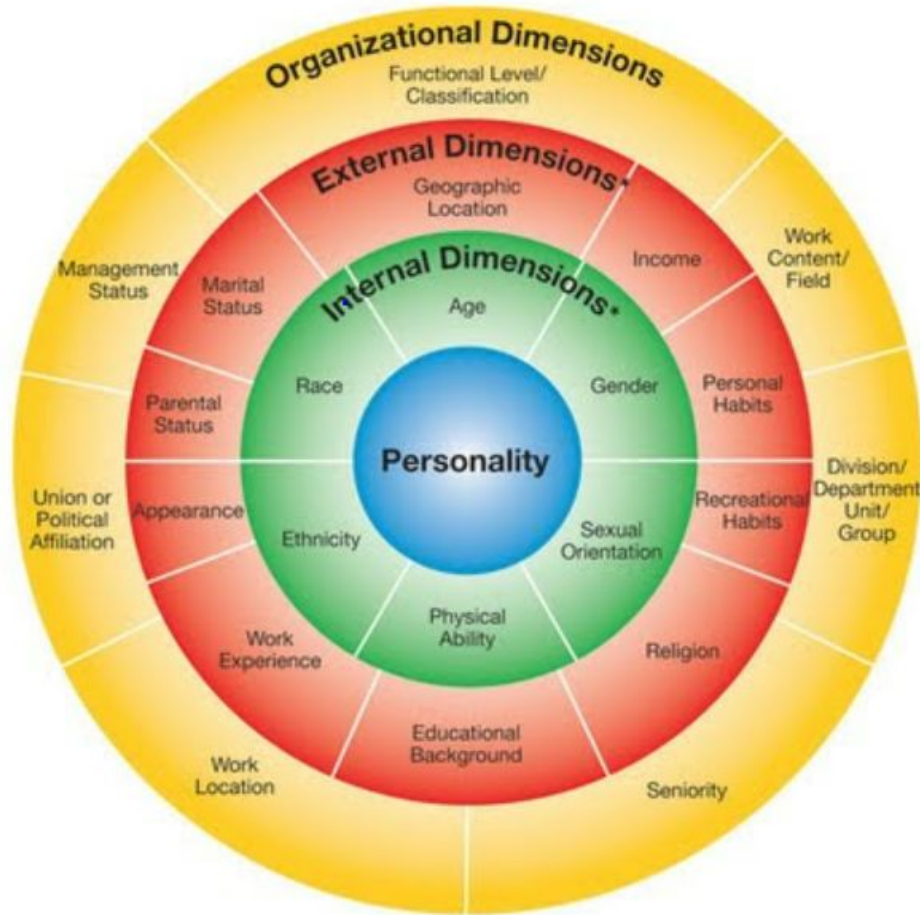 Organizational Dimensions
Functional Level/
Classification
External Dimensions*
Geographic
Location
Income
Work
Content/
Field
Management
Status
Marital
Status
Internal Dimensions*
Age
Race
Gender
Personal
Habits
Parental
Status
Personality
Division/
Department
Unit/
Group
Union or
Political
Affiliation
Appearance
Ethnicity
Sexual
Orientation
Recreational
Habits
Physical
Ability
Work
Experience
Religion
Educational
Background
Work
Location
Seniority